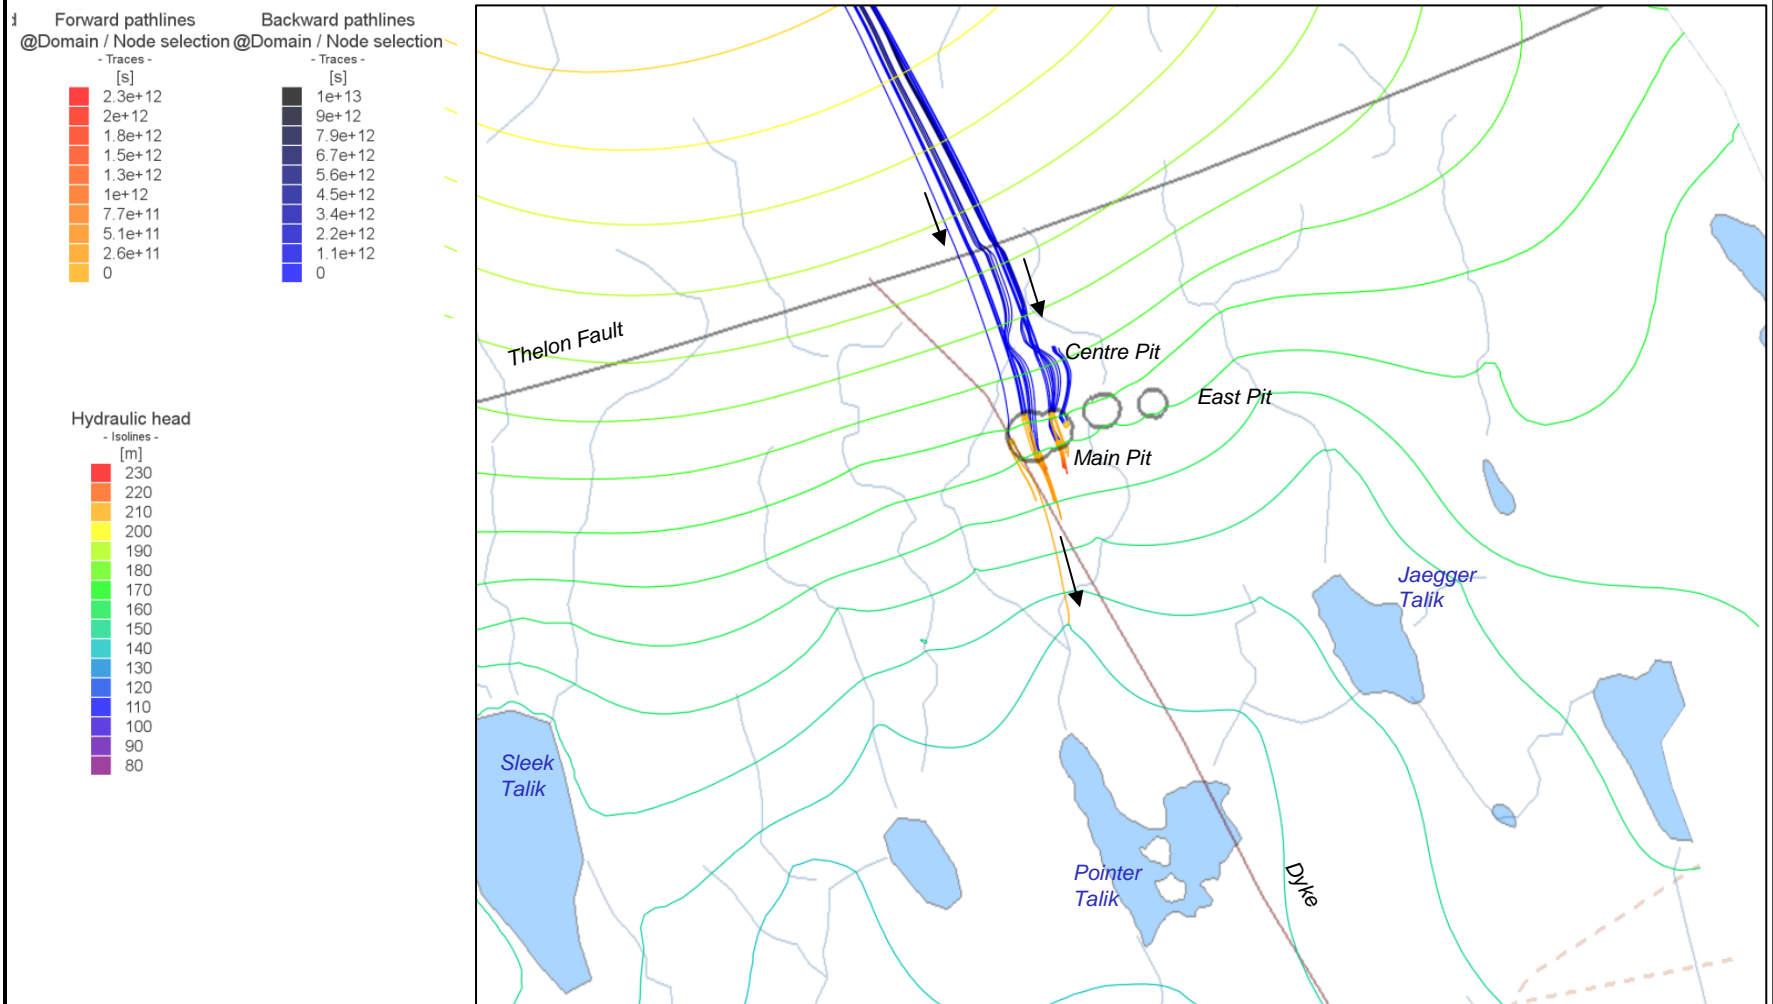 Forward pathlines
@Domain / Node selection
- Traces -
[s]
2.3e+12
2e+12
1.8e+12
1.5e+12
1.3e+12
1e+12
7.7e+11
5.1e+11
2.6e+11
0
Backward pathlines
@Domain / Node selection
- Traces -
[s]
1e+13
9e+12
7.9e+12
6.7e+12
5.6e+12
4.5e+12
3.4e+12
2.2e+12
1.1e+12
0
Hydraulic head
- Isolines -
[m]
230
220
210
200
190
180
170
160
150
140
130
120
110
100
90
80
Thelon Fault
Centre Pit
East Pit
Main Pit
Jaegger
Talik
Sleek
Talik
Pointer
Talik
Dyke